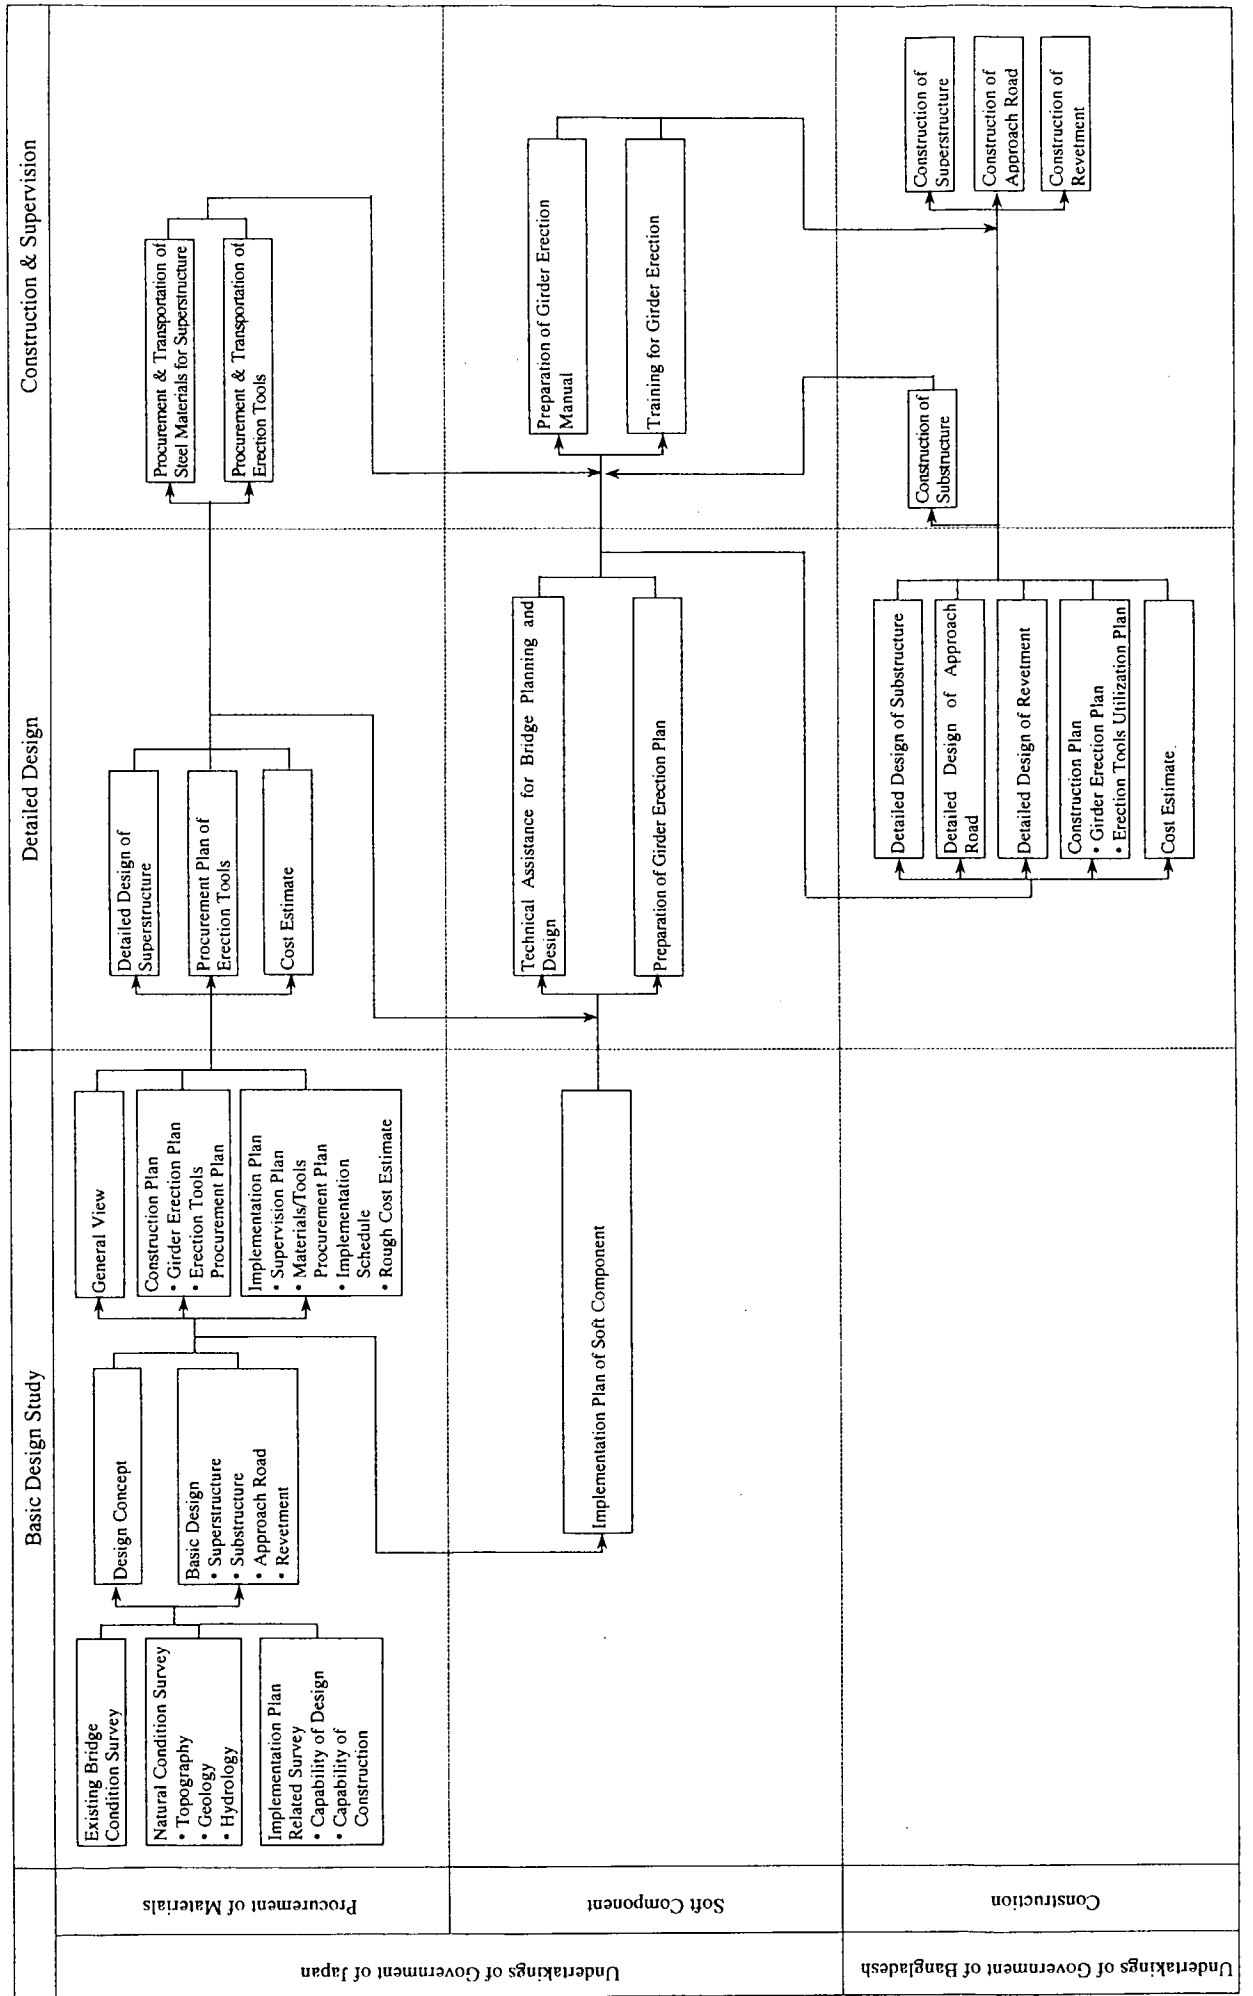 Basic Design Study
Detailed Design
Construction & Supervision
Undertakings of Government of Japan
Procurement of Materials
Existing Bridge
Condition Survey
Natural Condition Survey
• Topography
• Geology
• Hydrology
Implementation Plan
Related Survey
• Capability of Design
• Capability of
Construction
Design Concept
Basic Design
• Superstructure
• Substructure
• Approach Road
• Revetment
General View
Construction Plan
• Girder Erection Plan
• Erection Tools
Procurement Plan
Implementation Plan
• Supervision Plan
• Materials/Tools
Procurement Plan
• Implementation
Schedule
• Rough Cost Estimate
Detailed Design of
Superstructure
Procurement Plan of
Erection Tools
Cost Estimate
Procurement & Transportation of
Steel Materials for Superstructure
Procurement & Transportation of
Erection Tools
Soft Component
Implementation Plan of Soft Component
Technical Assistance for Bridge Planning and
Design
Preparation of Girder Erection Plan
Preparation of Girder Erection
Manual
Training for Girder Erection
Undertakings of Government of Bangladesh
Construction
Detailed Design of Substructure
Detailed Design of Approach
Road
Detailed Design of Revetment
Construction Plan
• Girder Erection Plan
• Erection Tools Utilization Plan
Cost Estimate
Construction of
Substructure
Construction of
Superstructure
Construction of
Approach Road
Construction of
Revetment